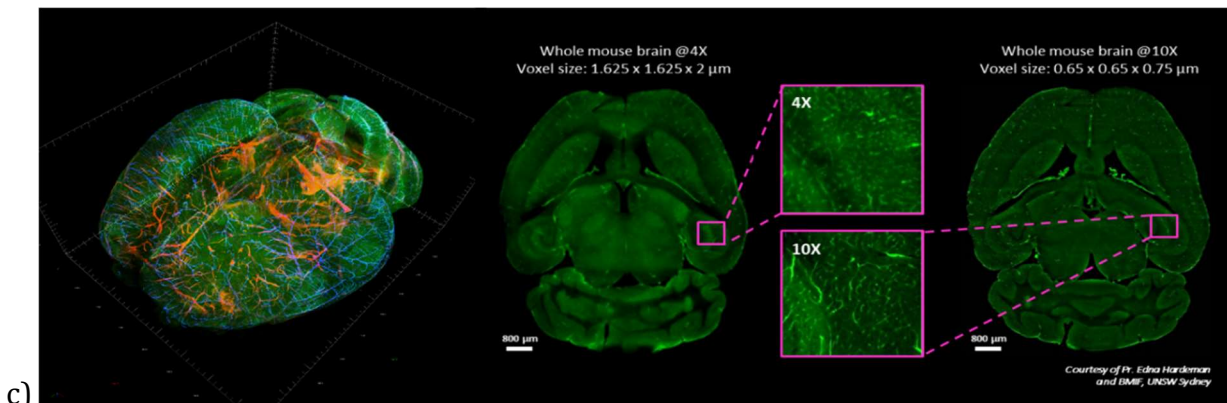 Whole mouse brain @4X
Voxel size: 1.625 x 1.625 x 2 µm
Whole mouse brain @10X
Voxel size: 0.65 x 0.65 x 0.75 µm
4X
10X
800 µm
800 µm
Courtesy of Pr. Edna Hardeman
and BMIF, UNSW Sydney
c)